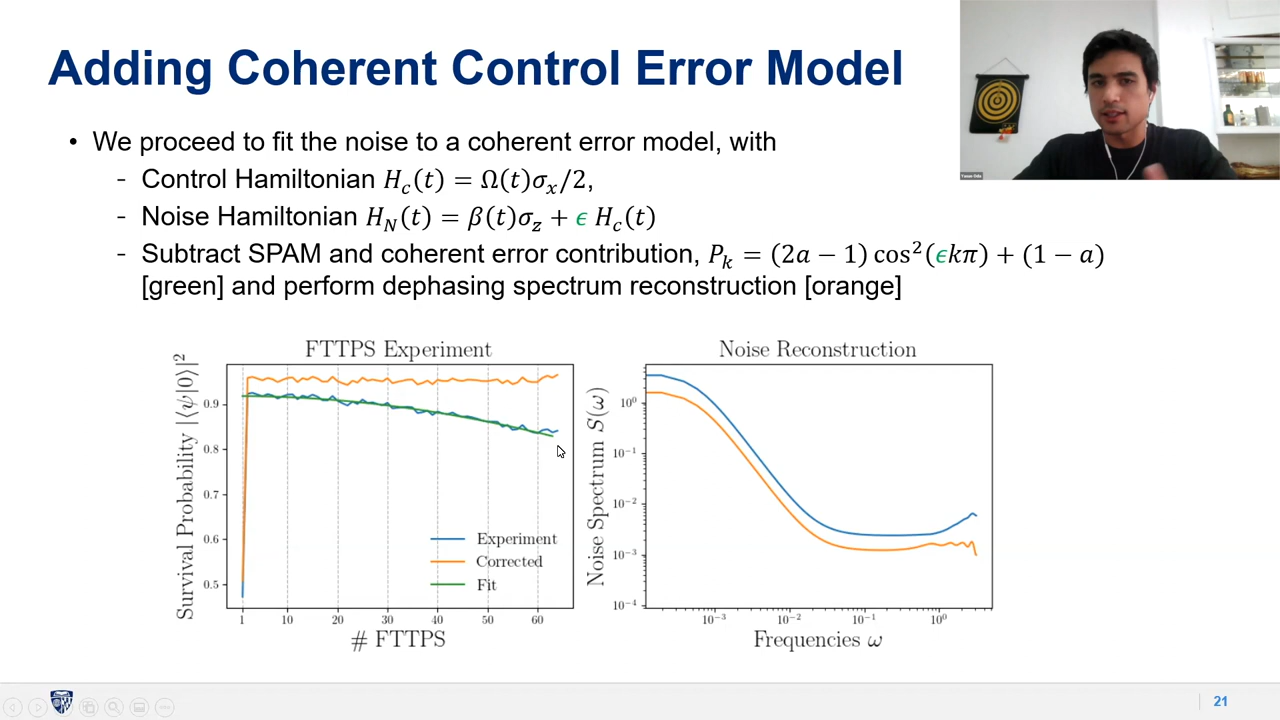 Adding Coherent Control Error Model
• We proceed to fit the noise to a coherent error model, with
- Control Hamiltonian H_c(t) = Ω(t)σ_x/2,
- Noise Hamiltonian H_N(t) = β(t)σ_z + ϵ H_c(t)
- Subtract SPAM and coherent error contribution, P_k = (2a − 1) cos²(ϵkπ) + (1 − a)
[green] and perform dephasing spectrum reconstruction [orange]
FTTPS Experiment
Survival Probability |⟨ψ|0⟩|²
0.9
0.8
0.7
0.6
0.5
Experiment
Corrected
Fit
1 10 20 30 40 50 60
# FTTPS
Noise Reconstruction
Noise Spectrum S(ω)
10⁰
10⁻¹
10⁻²
10⁻³
10⁻⁴
10⁻³ 10⁻² 10⁻¹ 10⁰
Frequencies ω
21